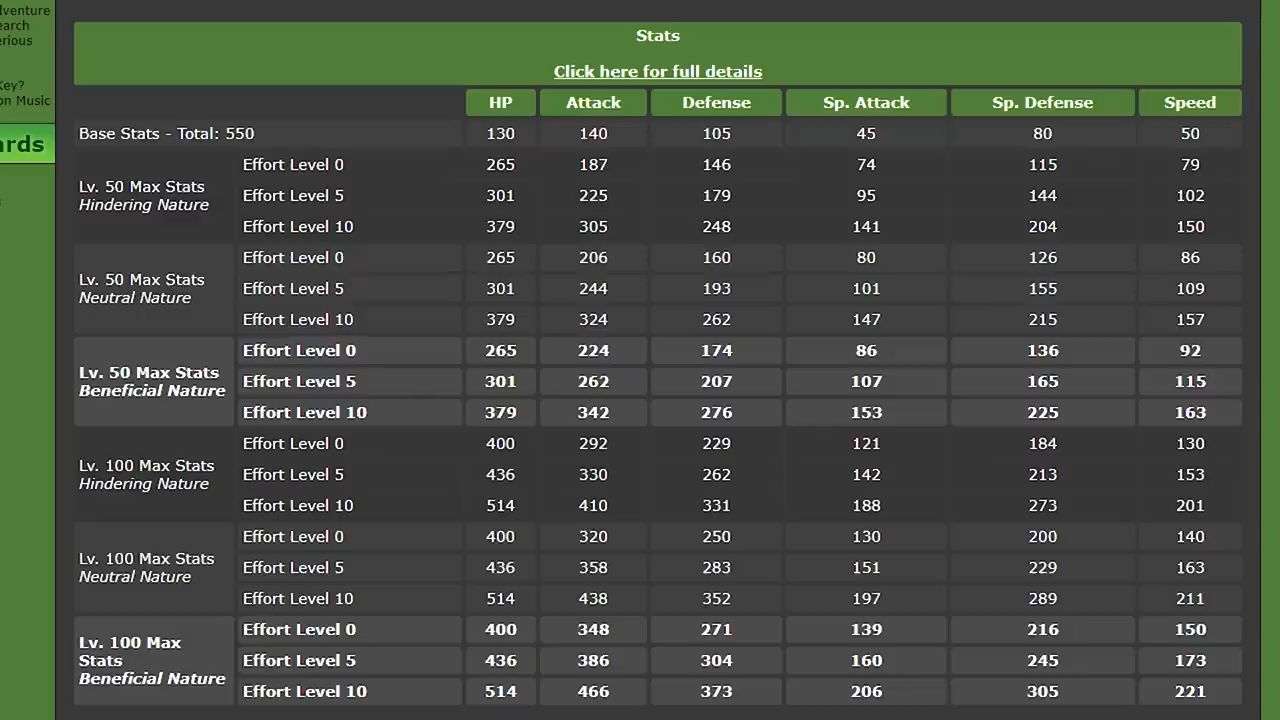 dventure
earch
erious
Key?
on Music
ards
Stats
Click here for full details
HP Attack Defense Sp. Attack Sp. Defense Speed
Base Stats - Total: 550 130 140 105 45 80 50
Lv. 50 Max Stats
Hindering Nature
Effort Level 0 265 187 146 74 115 79
Effort Level 5 301 225 179 95 144 102
Effort Level 10 379 305 248 141 204 150
Lv. 50 Max Stats
Neutral Nature
Effort Level 0 265 206 160 80 126 86
Effort Level 5 301 244 193 101 155 109
Effort Level 10 379 324 262 147 215 157
Lv. 50 Max Stats
Beneficial Nature
Effort Level 0 265 224 174 86 136 92
Effort Level 5 301 262 207 107 165 115
Effort Level 10 379 342 276 153 225 163
Lv. 100 Max Stats
Hindering Nature
Effort Level 0 400 292 229 121 184 130
Effort Level 5 436 330 262 142 213 153
Effort Level 10 514 410 331 188 273 201
Lv. 100 Max Stats
Neutral Nature
Effort Level 0 400 320 250 130 200 140
Effort Level 5 436 358 283 151 229 163
Effort Level 10 514 438 352 197 289 211
Lv. 100 Max
Stats
Beneficial Nature
Effort Level 0 400 348 271 139 216 150
Effort Level 5 436 386 304 160 245 173
Effort Level 10 514 466 373 206 305 221